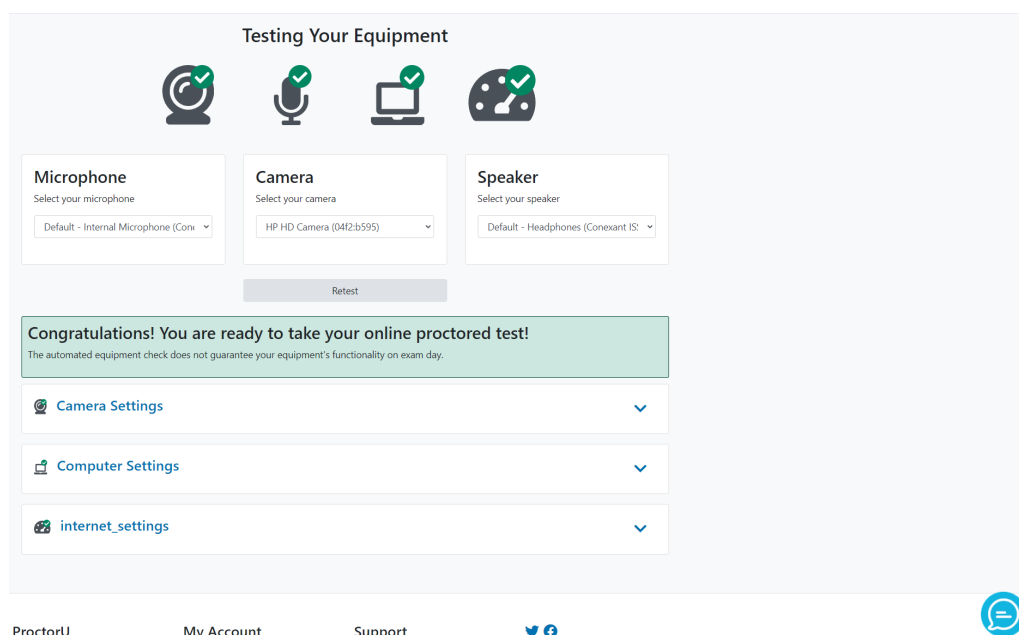 Testing Your Equipment
Microphone
Select your microphone
Default - Internal Microphone (Con
Camera
Select your camera
HP HD Camera (04f2:b595)
Speaker
Select your speaker
Default - Headphones (Conexant IS
Retest
Congratulations! You are ready to take your online proctored test!
The automated equipment check does not guarantee your equipment's functionality on exam day.
Camera Settings
Computer Settings
internet_settings
ProctorU
My Account
Support